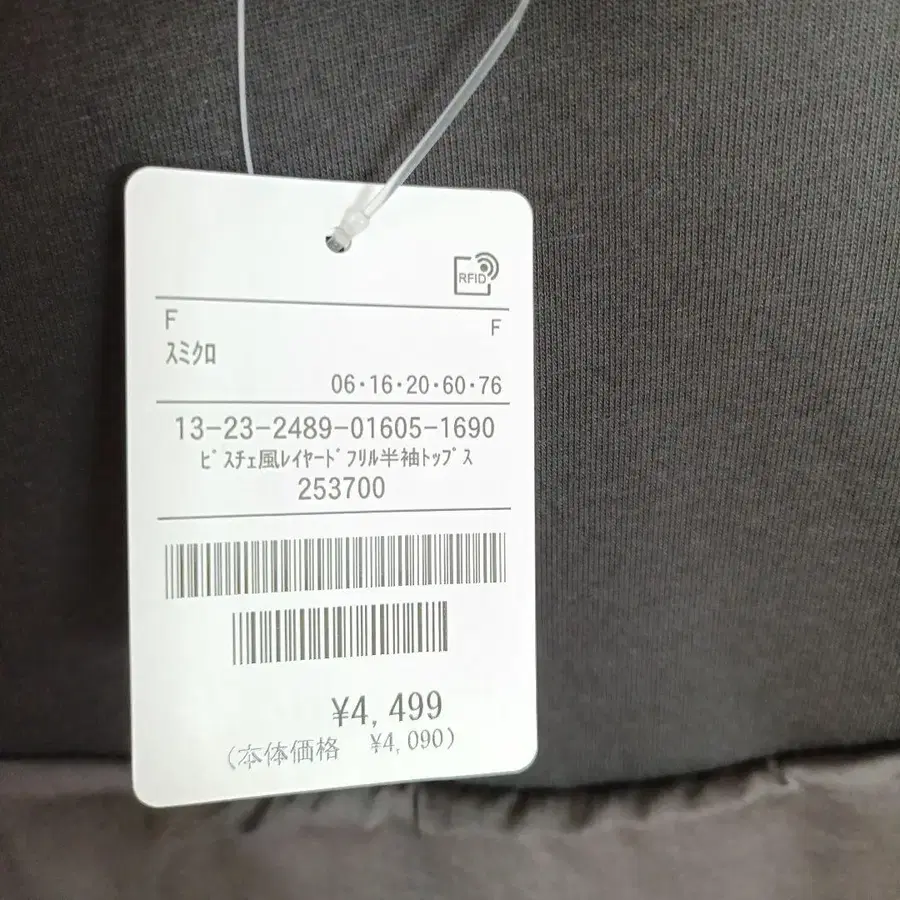 RFID
F F
ｽﾐｸﾛ
06・16・20・60・76
13-23-2489-01605-1690
ﾋﾞｽﾁｪ風ﾚｲﾔｰﾄﾞﾌﾘﾙ半袖ﾄｯﾌﾟｽ
253700
¥4,499
(本体価格 ¥4,090)